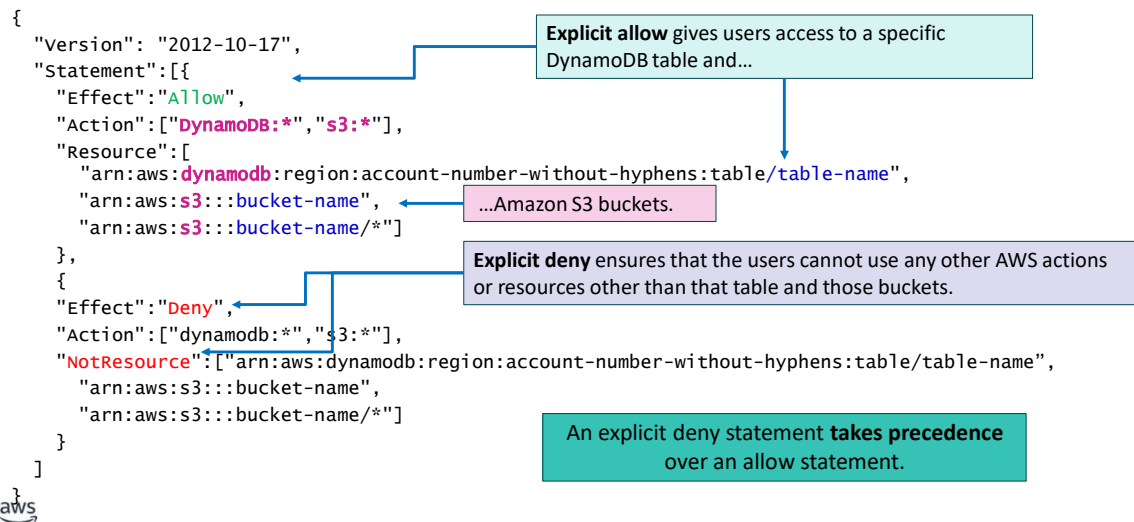 {
"Version": "2012-10-17",
Explicit allow gives users access to a specific
DynamoDB table and…
"Statement":[{
"Effect":"Allow",
"Action":["DynamoDB:*","s3:*"],
"Resource":[
"arn:aws:dynamodb:region:account-number-without-hyphens:table/table-name",
"arn:aws:s3:::bucket-name",
…Amazon S3 buckets.
"arn:aws:s3:::bucket-name/*"]
},
Explicit deny ensures that the users cannot use any other AWS actions
or resources other than that table and those buckets.
{
"Effect":"Deny",
"Action":["dynamodb:*","s3:*"],
"NotResource":["arn:aws:dynamodb:region:account-number-without-hyphens:table/table-name",
"arn:aws:s3:::bucket-name",
"arn:aws:s3:::bucket-name/*"]
}
An explicit deny statement takes precedence
over an allow statement.
]
}
aws